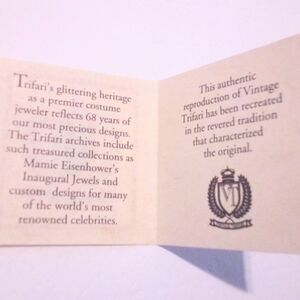 Trifari's glittering heritage
as a premier costume
jeweler reflects 68 years of
our most precious designs.
The Trifari archives include
such treasured collections as
Mamie Eisenhower's
Inaugural Jewels and
custom designs for many
of the world's most
renowned celebrities.
This authentic
reproduction of Vintage
Trifari has been recreated
in the revered tradition
that characterized
the original.